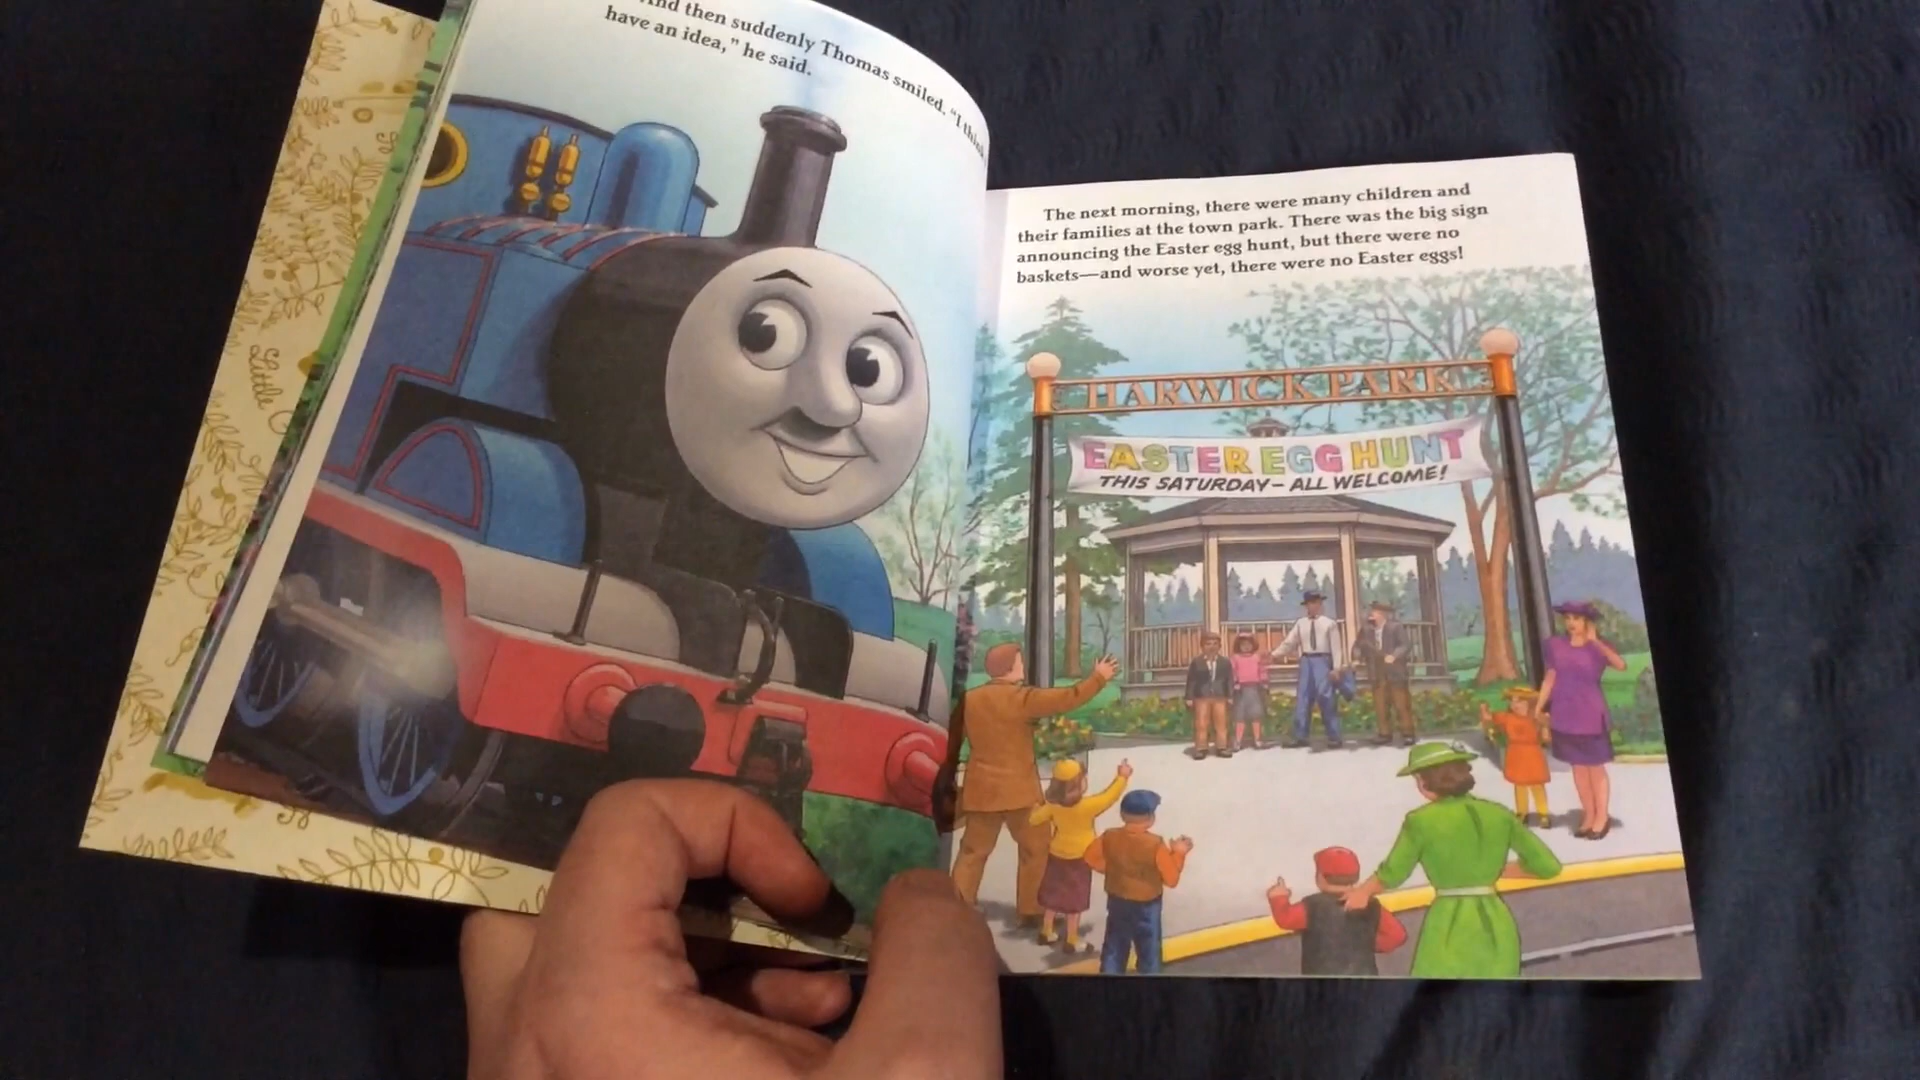 And then suddenly Thomas smiled. "I think
have an idea," he said.
The next morning, there were many children and
their families at the town park. There was the big sign
announcing the Easter egg hunt, but there were no
baskets—and worse yet, there were no Easter eggs!
HARWICK PARK
EASTER EGG HUNT
THIS SATURDAY – ALL WELCOME!
Little